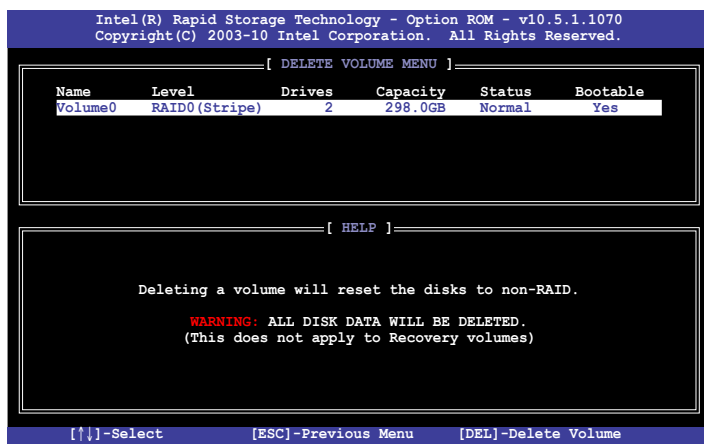 Intel(R) Rapid Storage Technology - Option ROM - v10.5.1.1070
Copyright(C) 2003-10 Intel Corporation.  All Rights Reserved.
[ DELETE VOLUME MENU ]
Name Level Drives Capacity Status Bootable
Volume0 RAID0(Stripe) 2 298.0GB Normal Yes
[ HELP ]
Deleting a volume will reset the disks to non-RAID.
WARNING: ALL DISK DATA WILL BE DELETED.
(This does not apply to Recovery volumes)
[↑↓]-Select [ESC]-Previous Menu [DEL]-Delete Volume